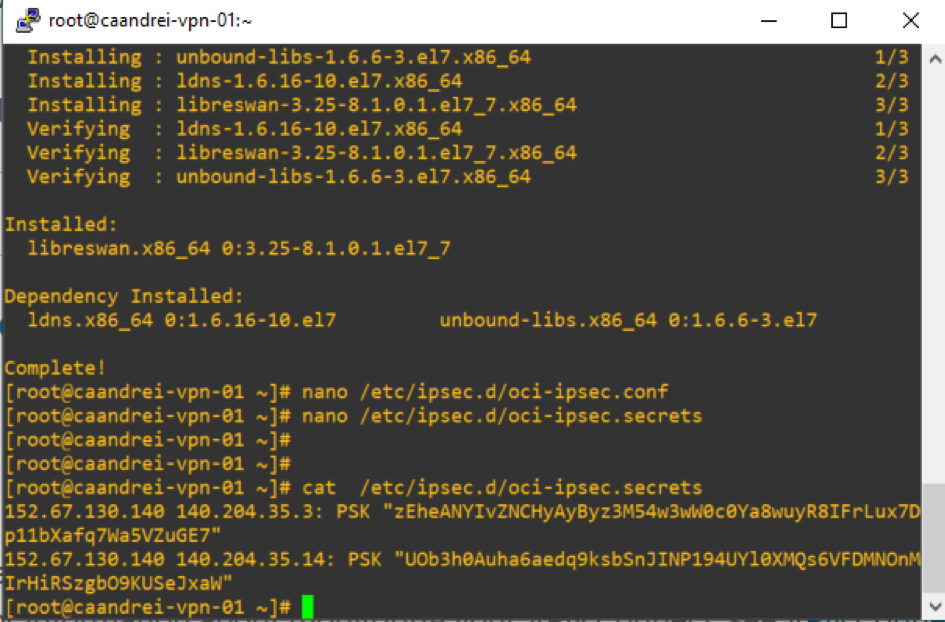 root@caandrei-vpn-01:~
Installing : unbound-libs-1.6.6-3.el7.x86_64 1/3
Installing : ldns-1.6.16-10.el7.x86_64 2/3
Installing : libreswan-3.25-8.1.0.1.el7_7.x86_64 3/3
Verifying : ldns-1.6.16-10.el7.x86_64 1/3
Verifying : libreswan-3.25-8.1.0.1.el7_7.x86_64 2/3
Verifying : unbound-libs-1.6.6-3.el7.x86_64 3/3
Installed:
libreswan.x86_64 0:3.25-8.1.0.1.el7_7
Dependency Installed:
ldns.x86_64 0:1.6.16-10.el7 unbound-libs.x86_64 0:1.6.6-3.el7
Complete!
[root@caandrei-vpn-01 ~]# nano /etc/ipsec.d/oci-ipsec.conf
[root@caandrei-vpn-01 ~]# nano /etc/ipsec.d/oci-ipsec.secrets
[root@caandrei-vpn-01 ~]#
[root@caandrei-vpn-01 ~]#
[root@caandrei-vpn-01 ~]# cat /etc/ipsec.d/oci-ipsec.secrets
152.67.130.140 140.204.35.3: PSK "zEheANYIvZNCHyAyByz3M54w3wW0c0Ya8wuyR8IFrLux7D
p11bXafq7Wa5VZuGE7"
152.67.130.140 140.204.35.14: PSK "UOb3h0Auha6aedq9ksbSnJINP194UYl0XMQs6VFDMNOnM
IrHiRSzgbO9KUSeJxaW"
[root@caandrei-vpn-01 ~]#